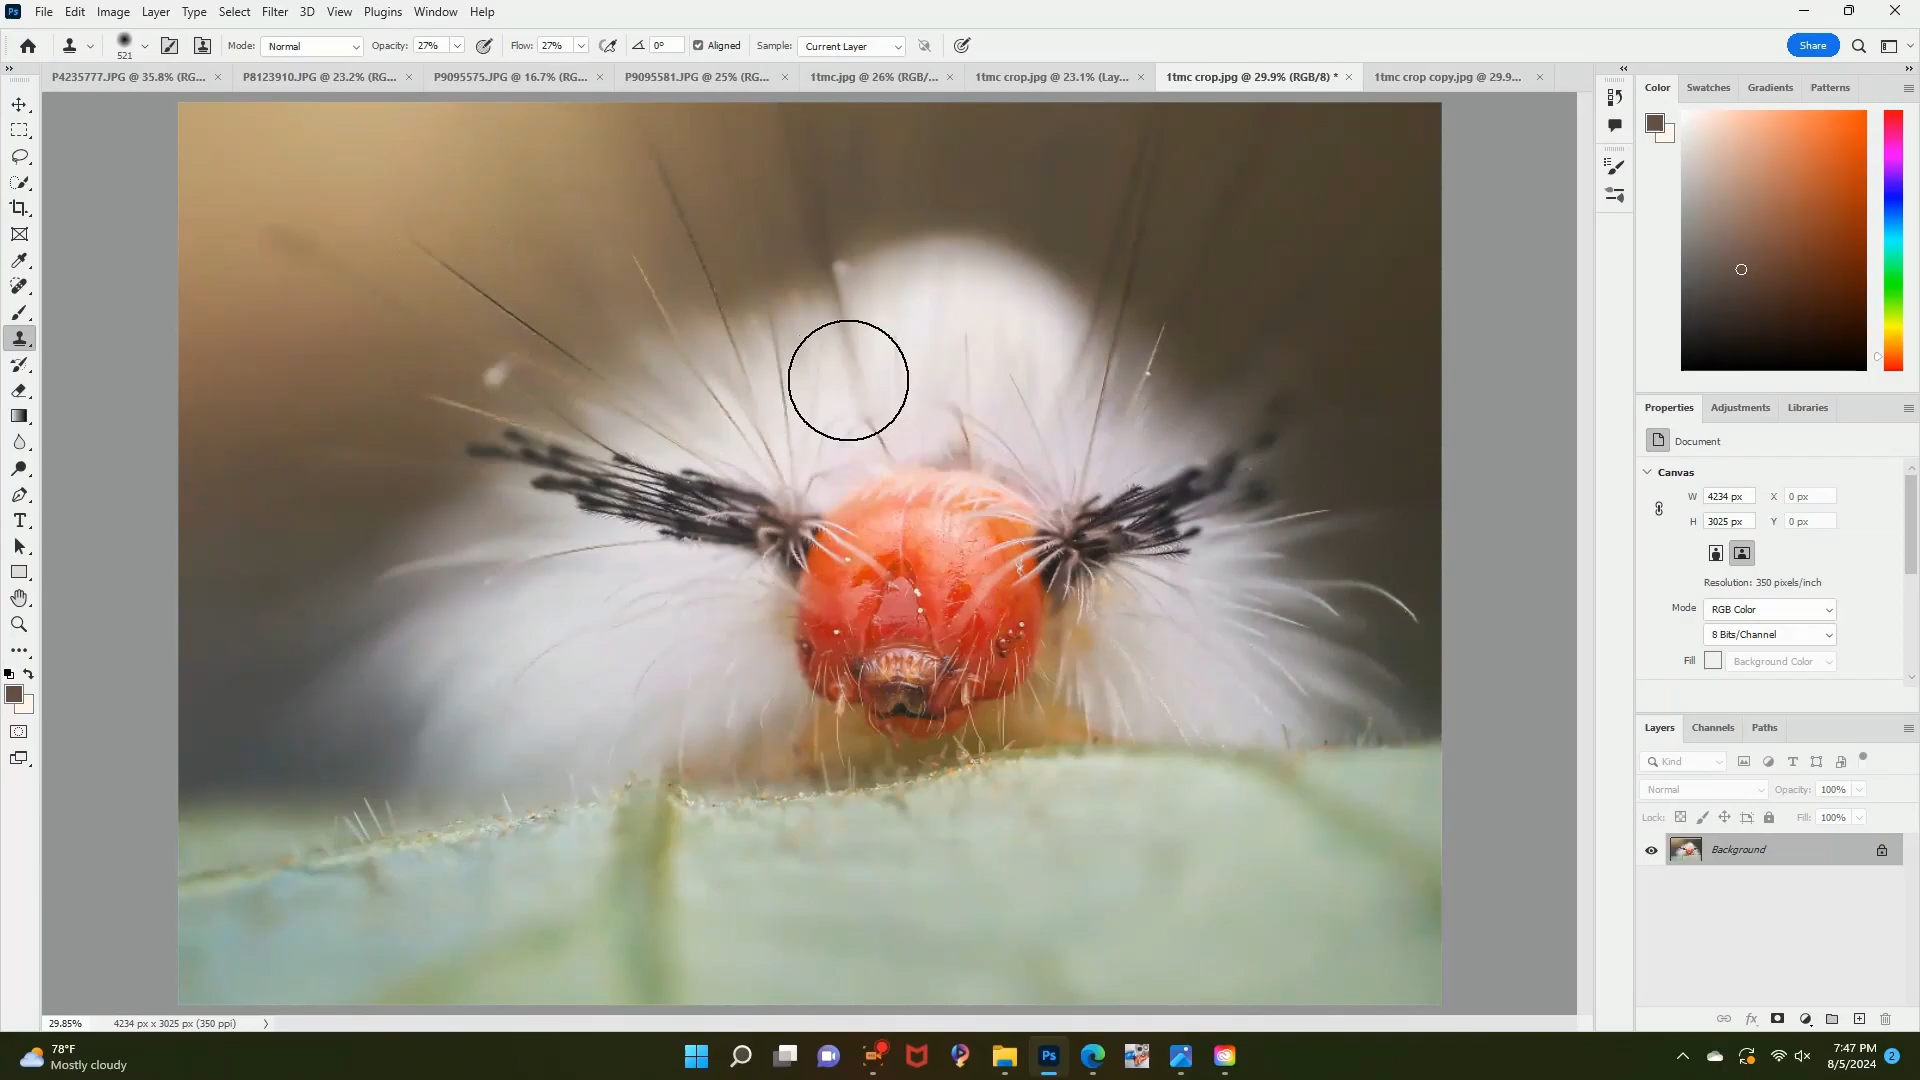 Ps File Edit Image Layer Type Select Filter 3D View Plugins Window Help
521 Mode: Normal Opacity: 27% Flow: 27% 0° Aligned Sample: Current Layer Share
P4235777.JPG @ 35.8% (RG... × P8123910.JPG @ 23.2% (RG... × P9095575.JPG @ 16.7% (RG... × P9095581.JPG @ 25% (RG... × 1tmc.jpg @ 26% (RGB/... × 1tmc crop.jpg @ 23.1% (Lay... × 1tmc crop.jpg @ 29.9% (RGB/8) * × 1tmc crop copy.jpg @ 29.9... ×
Color Swatches Gradients Patterns
Properties Adjustments Libraries
Document
Canvas
W 4234 px X 0 px
H 3025 px Y 0 px
Resolution: 350 pixels/inch
Mode RGB Color
8 Bits/Channel
Fill Background Color
Layers Channels Paths
Kind
Normal Opacity: 100%
Lock: Fill: 100%
Background
29.85% 4234 px x 3025 px (350 ppi)
78°F
Mostly cloudy
Ps
7:47 PM
8/5/2024 2